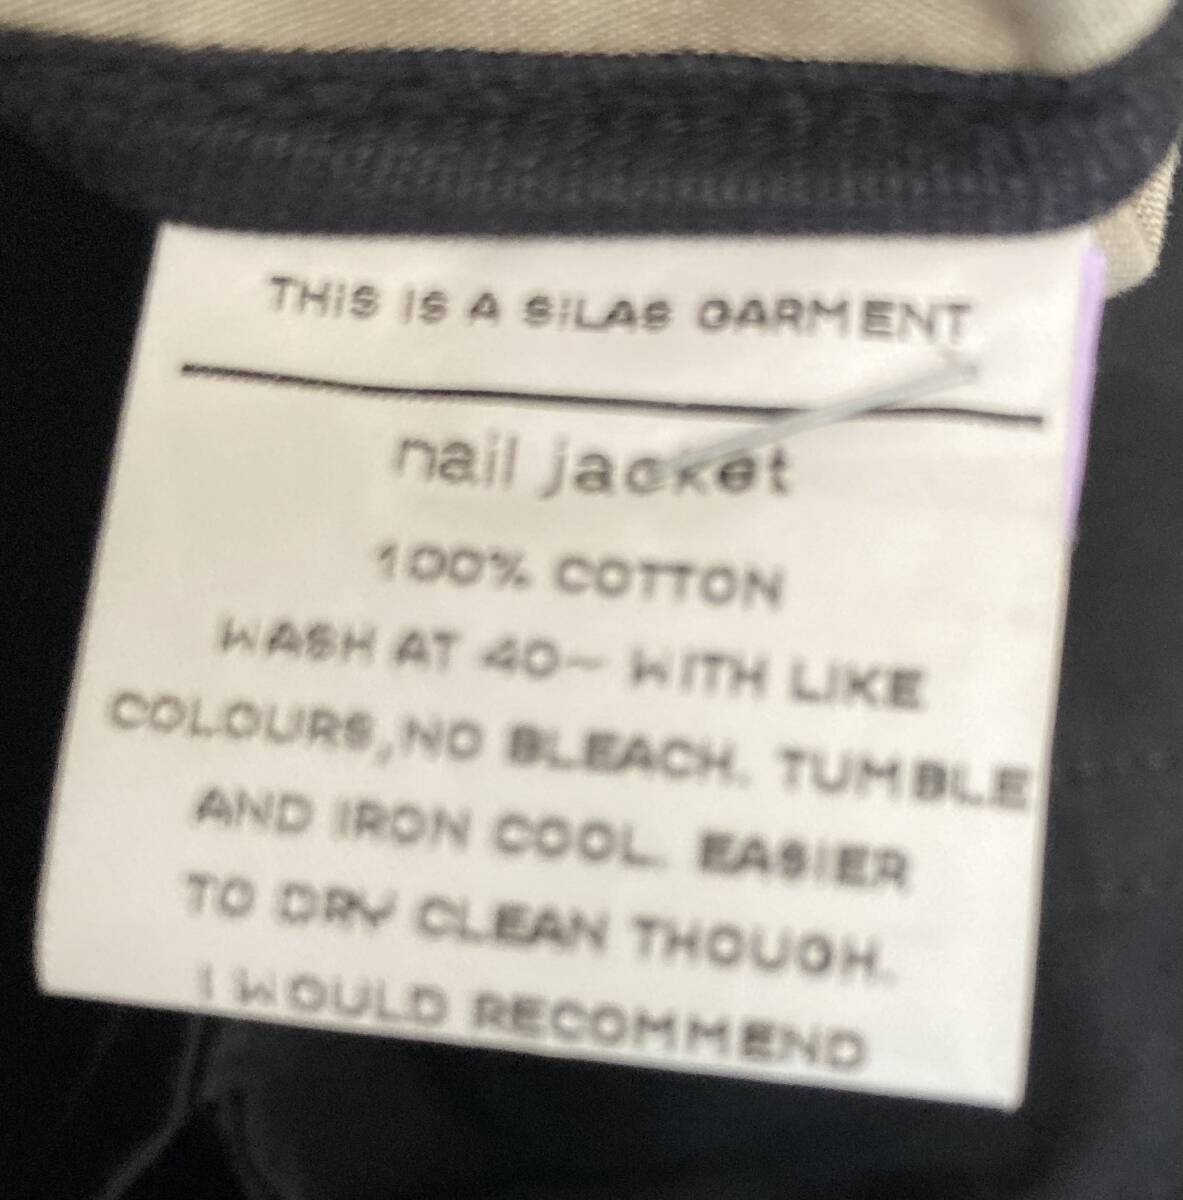 THiS IS A SiLAS GARMENT
nail jacket
100% COTTON
WASH AT 40— WITH LIKE
COLOURS, NO BLEACH. TUMBLE
AND IRON COOL. EASIER
TO DRY CLEAN THOUGH.
I WOULD RECOMMEND